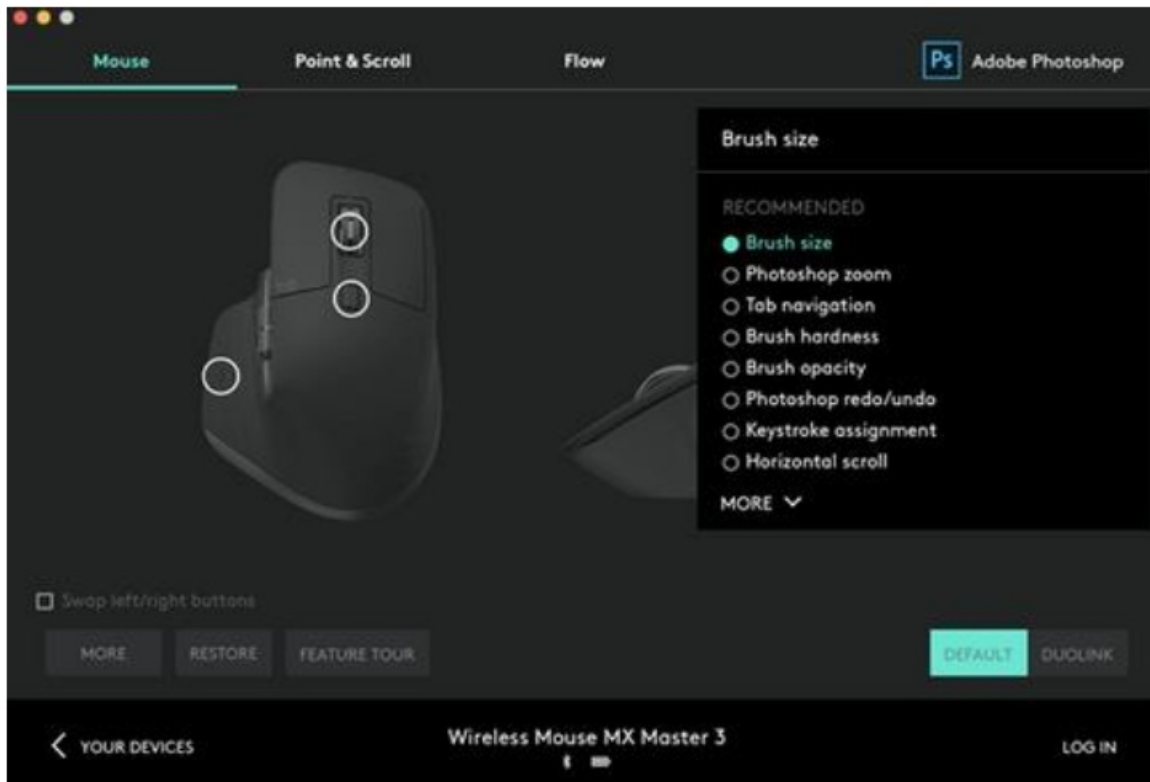 Mouse
Point & Scroll
Flow
Ps Adobe Photoshop
Brush size
RECOMMENDED
Brush size
Photoshop zoom
Tab navigation
Brush hardness
Brush opacity
Photoshop redo/undo
Keystroke assignment
Horizontal scroll
MORE
Swap left/right buttons
MORE
RESTORE
FEATURE TOUR
DEFAULT
DUOLINK
YOUR DEVICES
Wireless Mouse MX Master 3
LOG IN